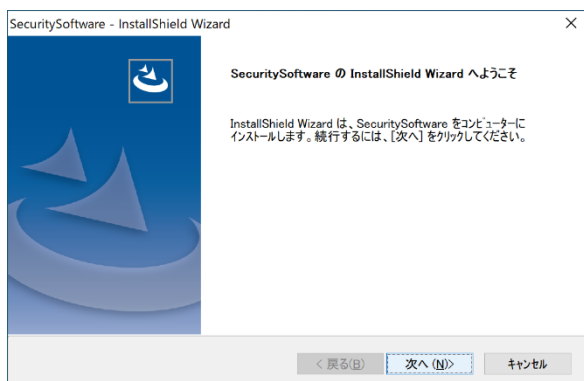 SecuritySoftware - InstallShield Wizard
SecuritySoftware の InstallShield Wizard へようこそ
InstallShield Wizard は、SecuritySoftware をコンピューターに
インストールします。続行するには、[次へ] をクリックしてください。
< 戻る(B)
次へ (N)>
キャンセル